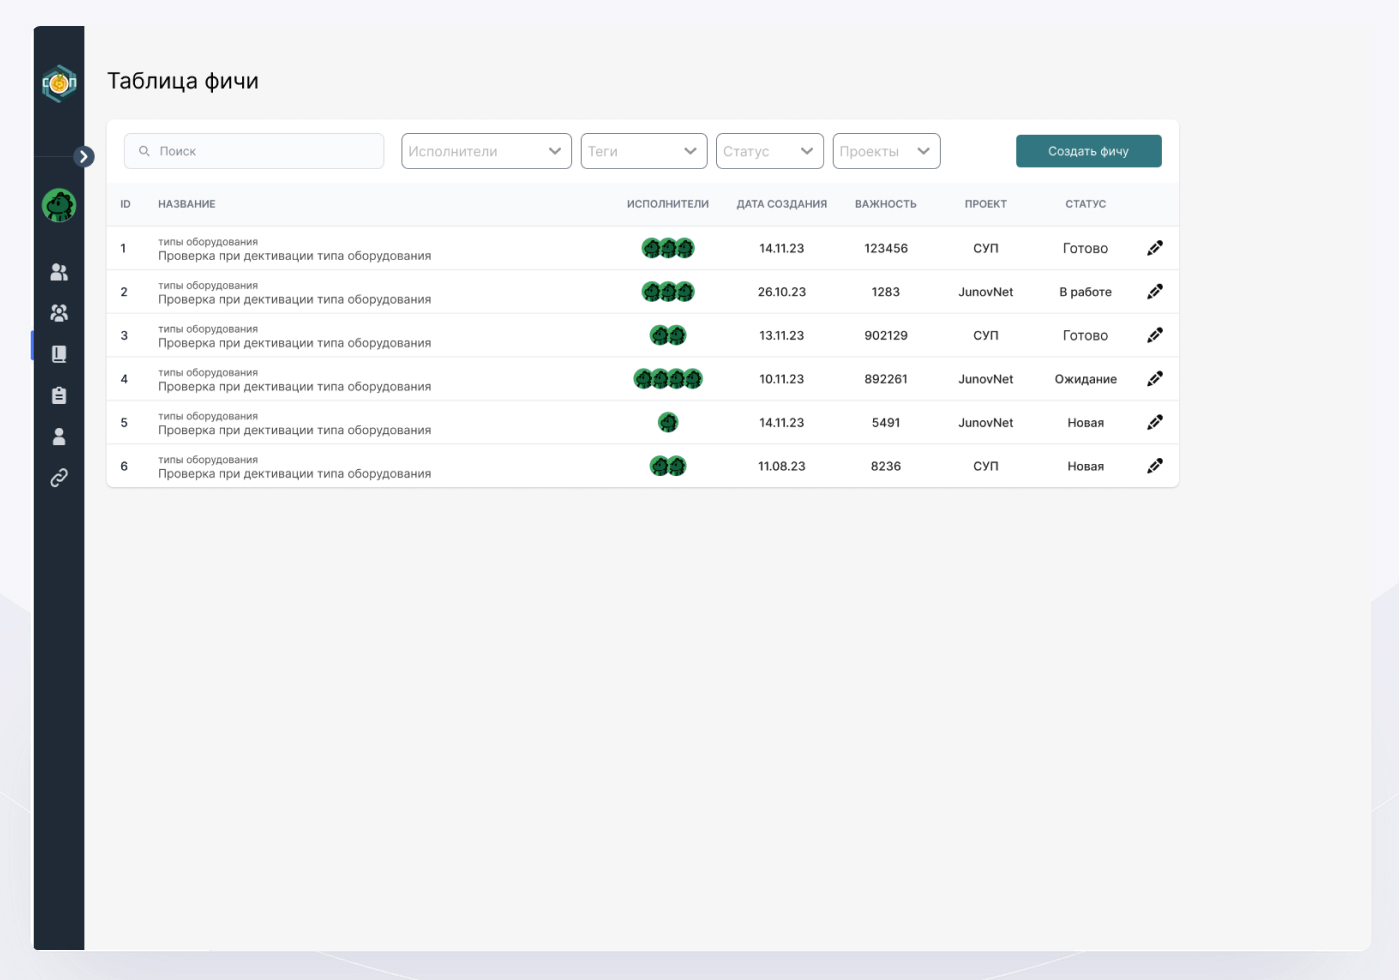 СОП
Таблица фичи
Поиск
Исполнители
Теги
Статус
Проекты
Создать фичу
ID НАЗВАНИЕ ИСПОЛНИТЕЛИ ДАТА СОЗДАНИЯ ВАЖНОСТЬ ПРОЕКТ СТАТУС
типы оборудования
1 Проверка при дективации типа оборудования 14.11.23 123456 СУП Готово
типы оборудования
2 Проверка при дективации типа оборудования 26.10.23 1283 JunovNet В работе
типы оборудования
3 Проверка при дективации типа оборудования 13.11.23 902129 СУП Готово
типы оборудования
4 Проверка при дективации типа оборудования 10.11.23 892261 JunovNet Ожидание
типы оборудования
5 Проверка при дективации типа оборудования 14.11.23 5491 JunovNet Новая
типы оборудования
6 Проверка при дективации типа оборудования 11.08.23 8236 СУП Новая